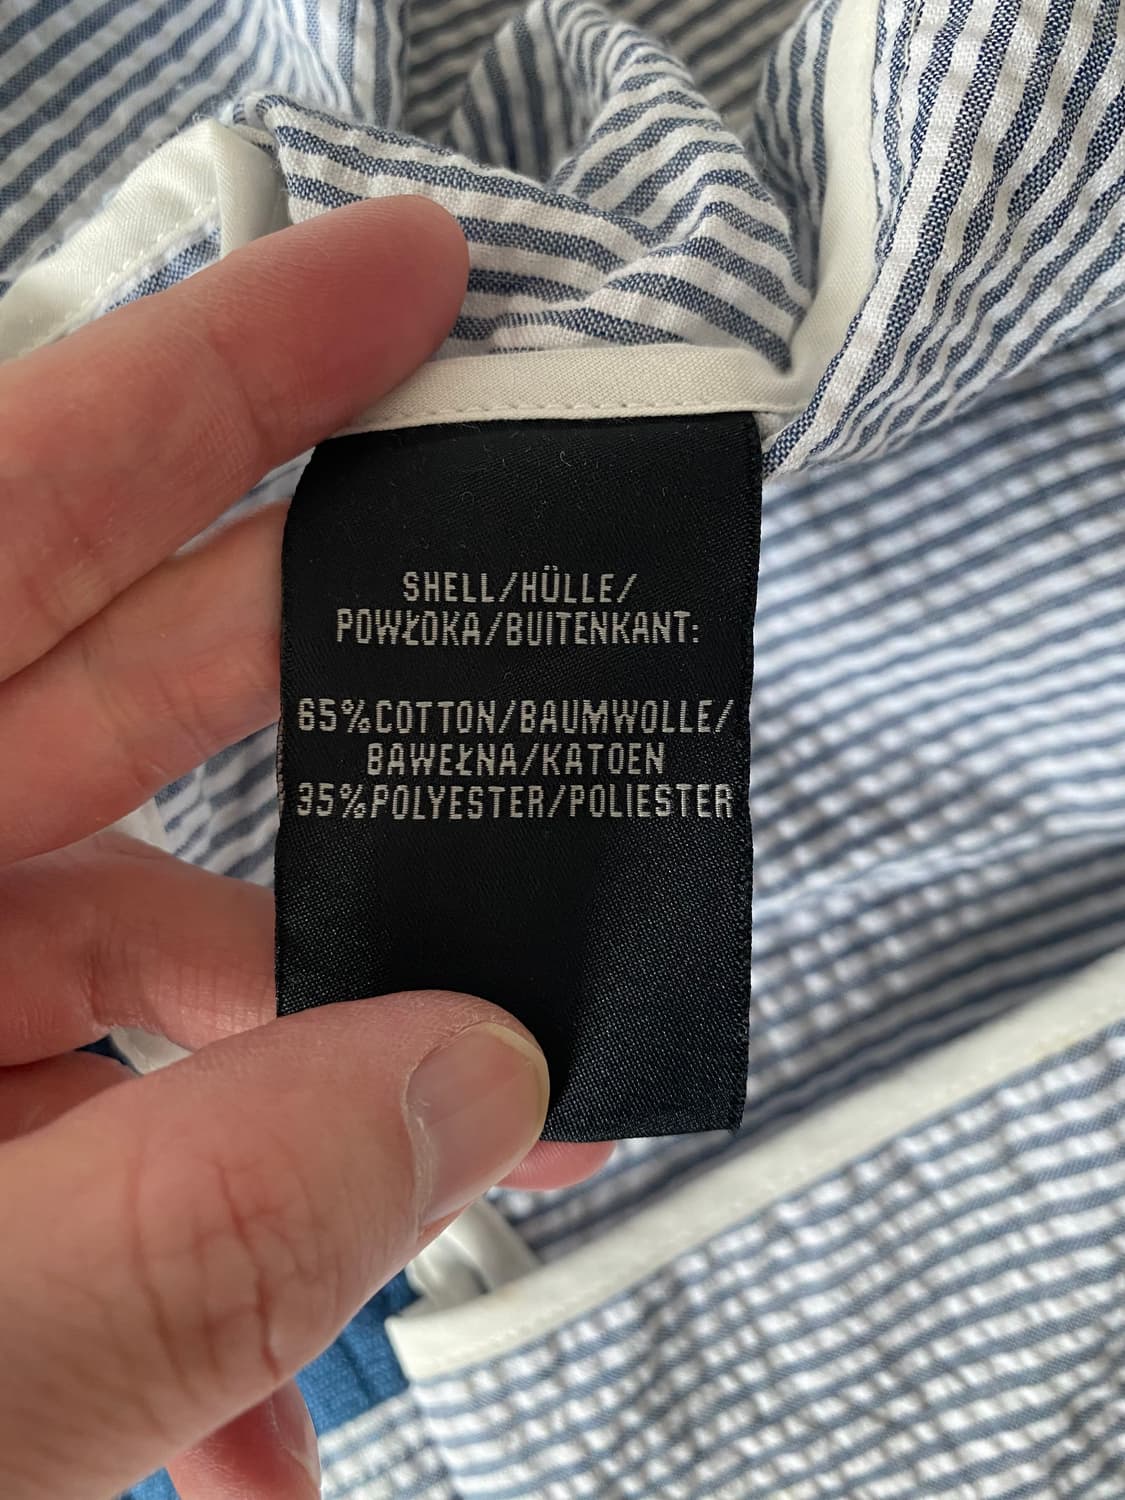 SHELL/HÜLLE/
POWŁOKA/BUITENKANT:
65%COTTON/BAUMWOLLE/
BAWEŁNA/KATOEN
35%POLYESTER/POLIESTER